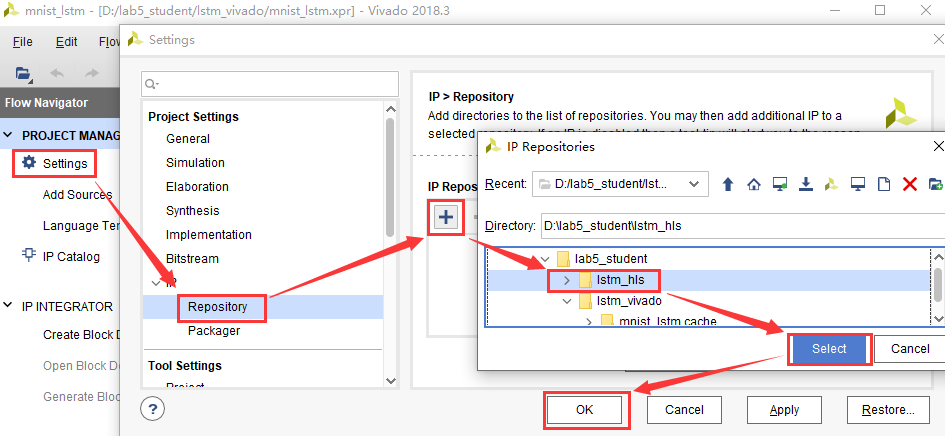 mnist_lstm - [D:/lab5_student/lstm_vivado/mnist_lstm.xpr] - Vivado 2018.3
File Edit Flo
Flow Navigator
PROJECT MANAG
Settings
Add Sources
Language Ten
IP Catalog
IP INTEGRATOR
Create Block D
Open Block De
Generate Bloc
Settings
Project Settings
General
Simulation
Elaboration
Synthesis
Implementation
Bitstream
IP
Repository
Packager
Tool Settings
Project
IP > Repository
Add directories to the list of repositories. You may then add additional IP to a
IP Repos
IP Repositories
Recent: D:/lab5_student/lst...
Directory: D:\lab5_student\lstm_hls
lab5_student
lstm_hls
lstm_vivado
mnist_lstm.cache
Select Cancel
? OK Cancel Apply Restore...